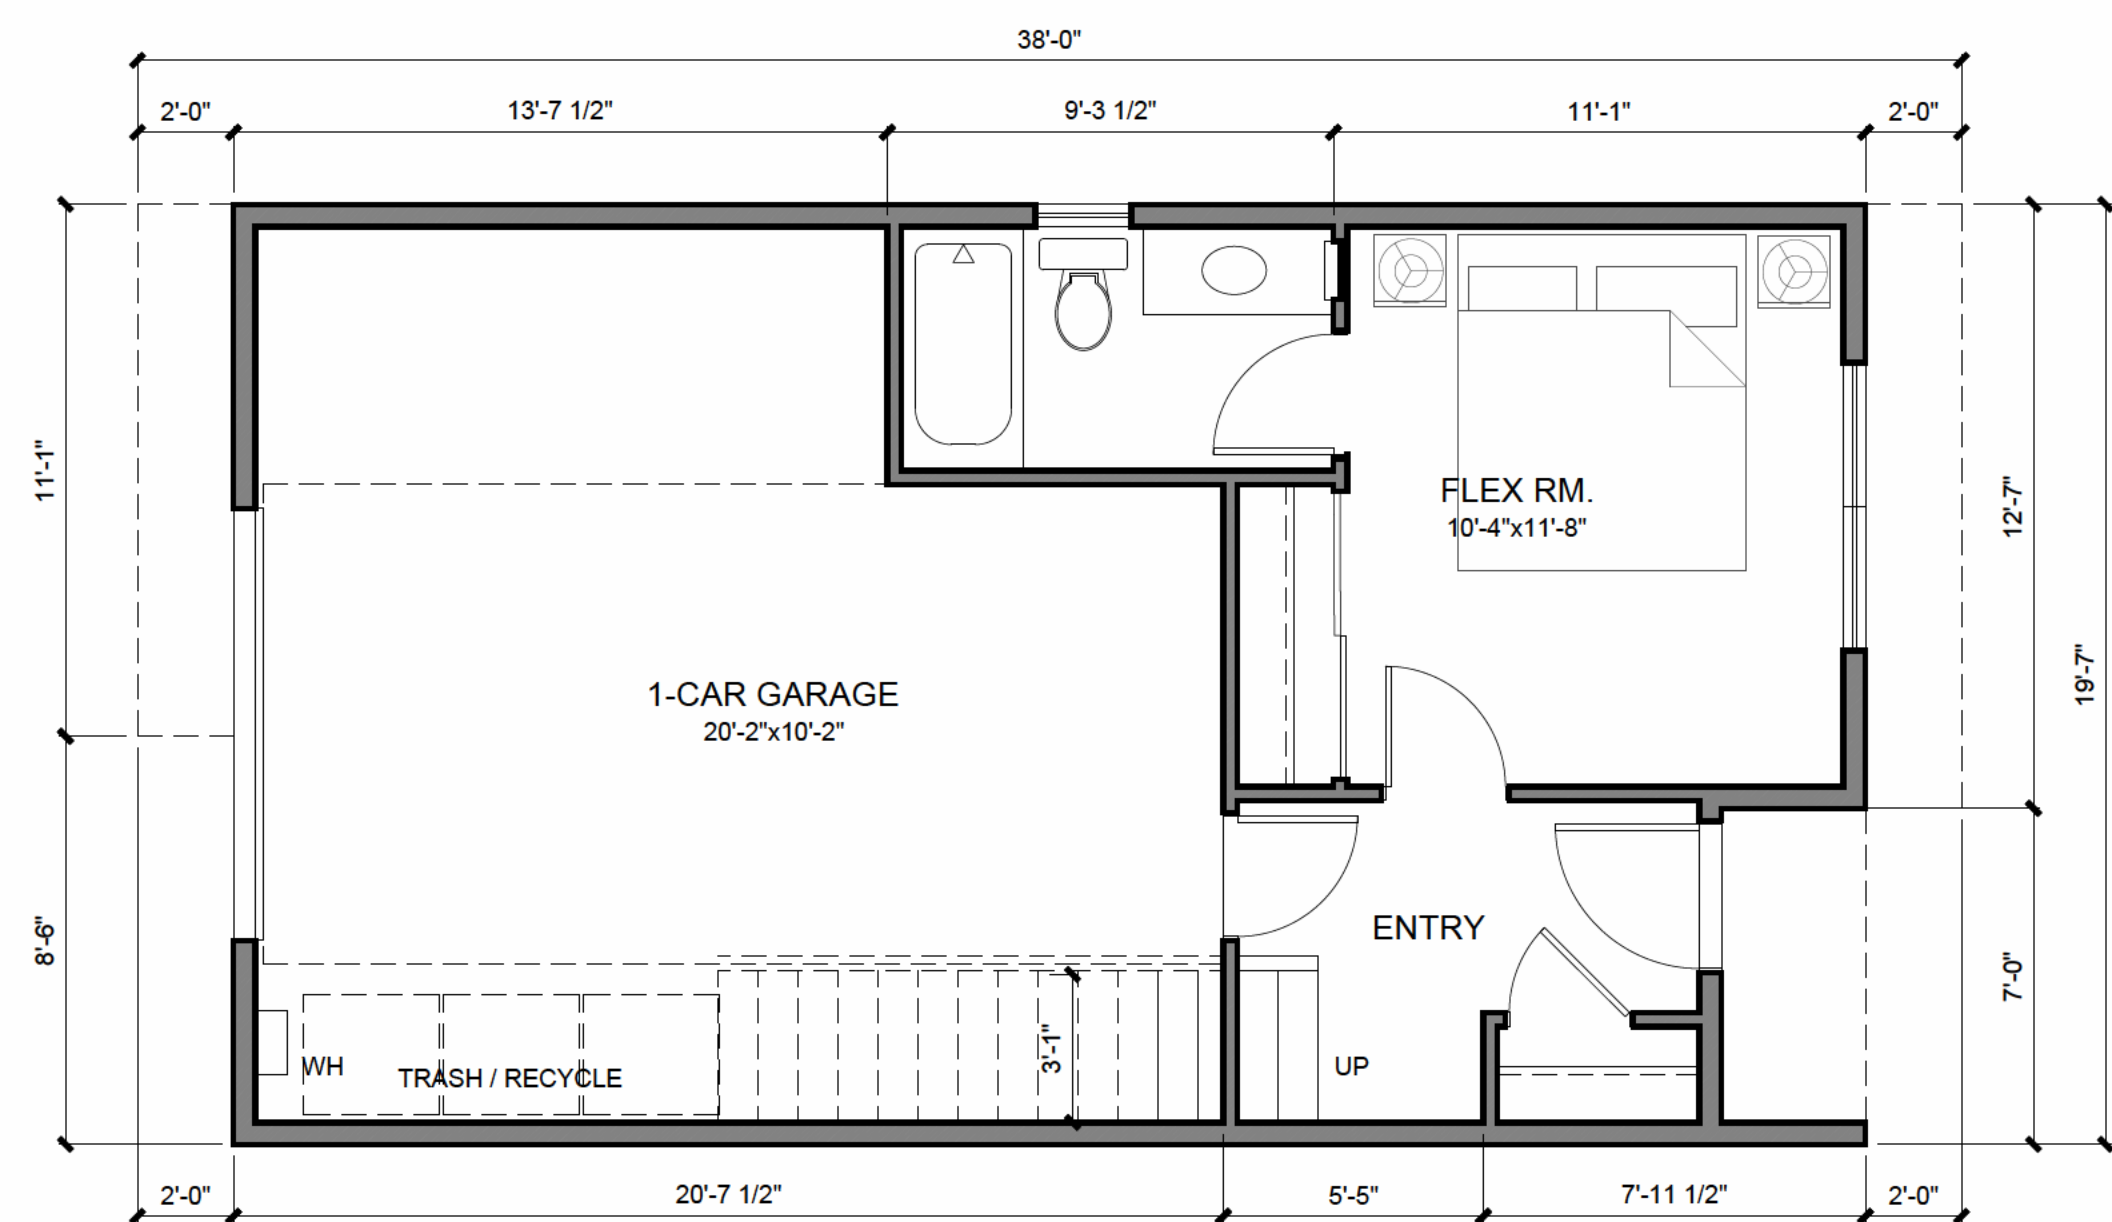 38'-0"
2'-0"
13'-7 1/2"
9'-3 1/2"
11'-1"
2'-0"
11'-1"
FLEX RM.
10'-4"x11'-8"
12'-7"
19'-7"
1-CAR GARAGE
20'-2"x10'-2"
8'-6"
ENTRY
7'-0"
3'-1"
WH
TRASH / RECYCLE
UP
2'-0"
20'-7 1/2"
5'-5"
7'-11 1/2"
2'-0"